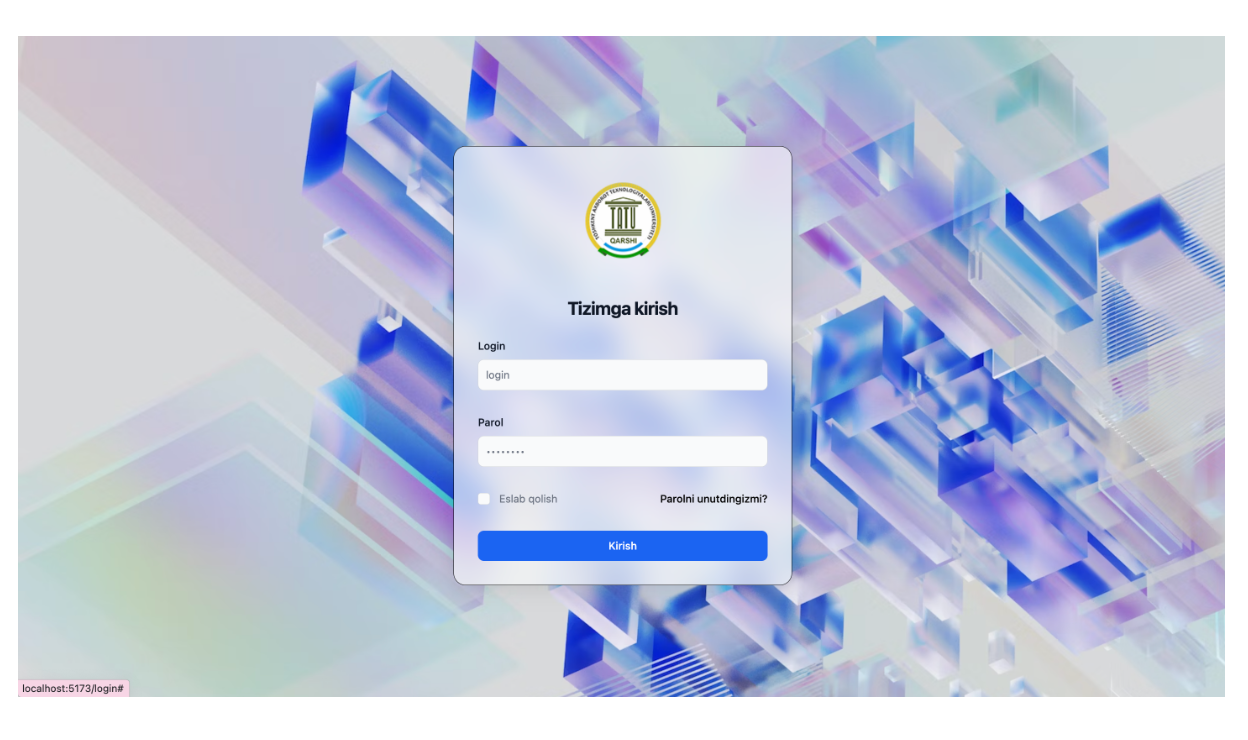 TOSHKENT AXBOROT TEXNOLOGIYALARI UNIVERSITETI
TATU
QARSHI
Tizimga kirish
Login
login
Parol
Eslab qolish
Parolni unutdingizmi?
Kirish
localhost:5173/login#